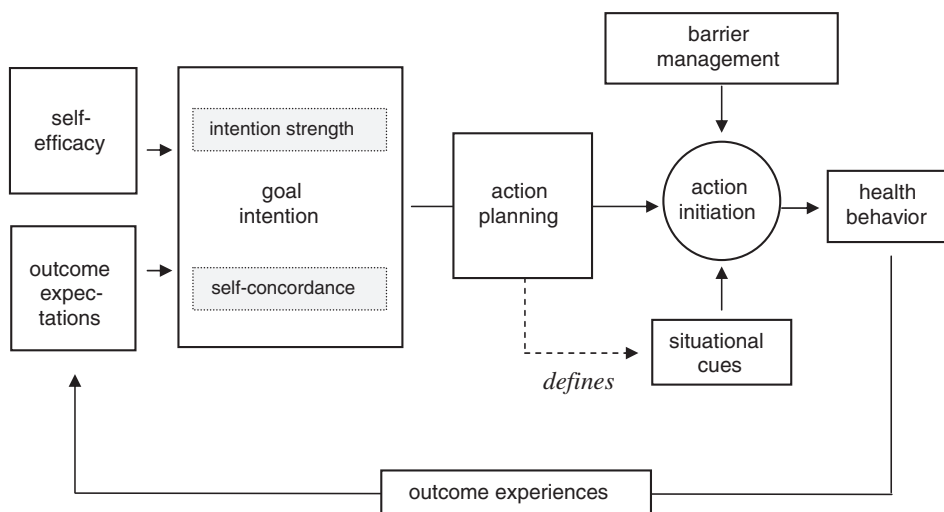 barrier
management
self-
efficacy
intention strength
goal
intention
self-concordance
action
planning
action
initiation
health
behavior
outcome
expec-
tations
situational
cues
defines
outcome experiences